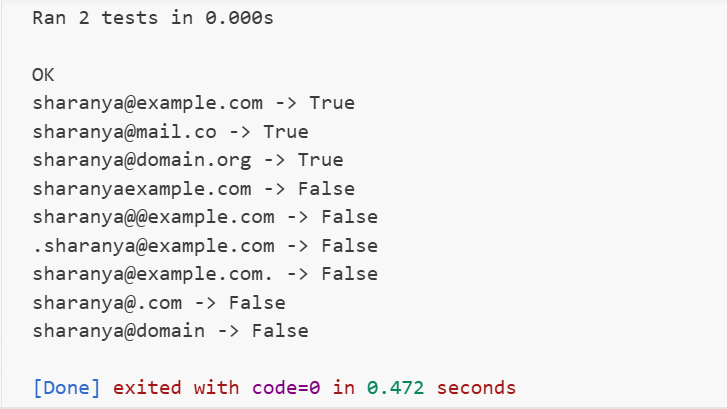 Ran 2 tests in 0.000s
OK
sharanya@example.com -> True
sharanya@mail.co -> True
sharanya@domain.org -> True
sharanyaexample.com -> False
sharanya@@example.com -> False
.sharanya@example.com -> False
sharanya@example.com. -> False
sharanya@.com -> False
sharanya@domain -> False
[Done] exited with code=0 in 0.472 seconds